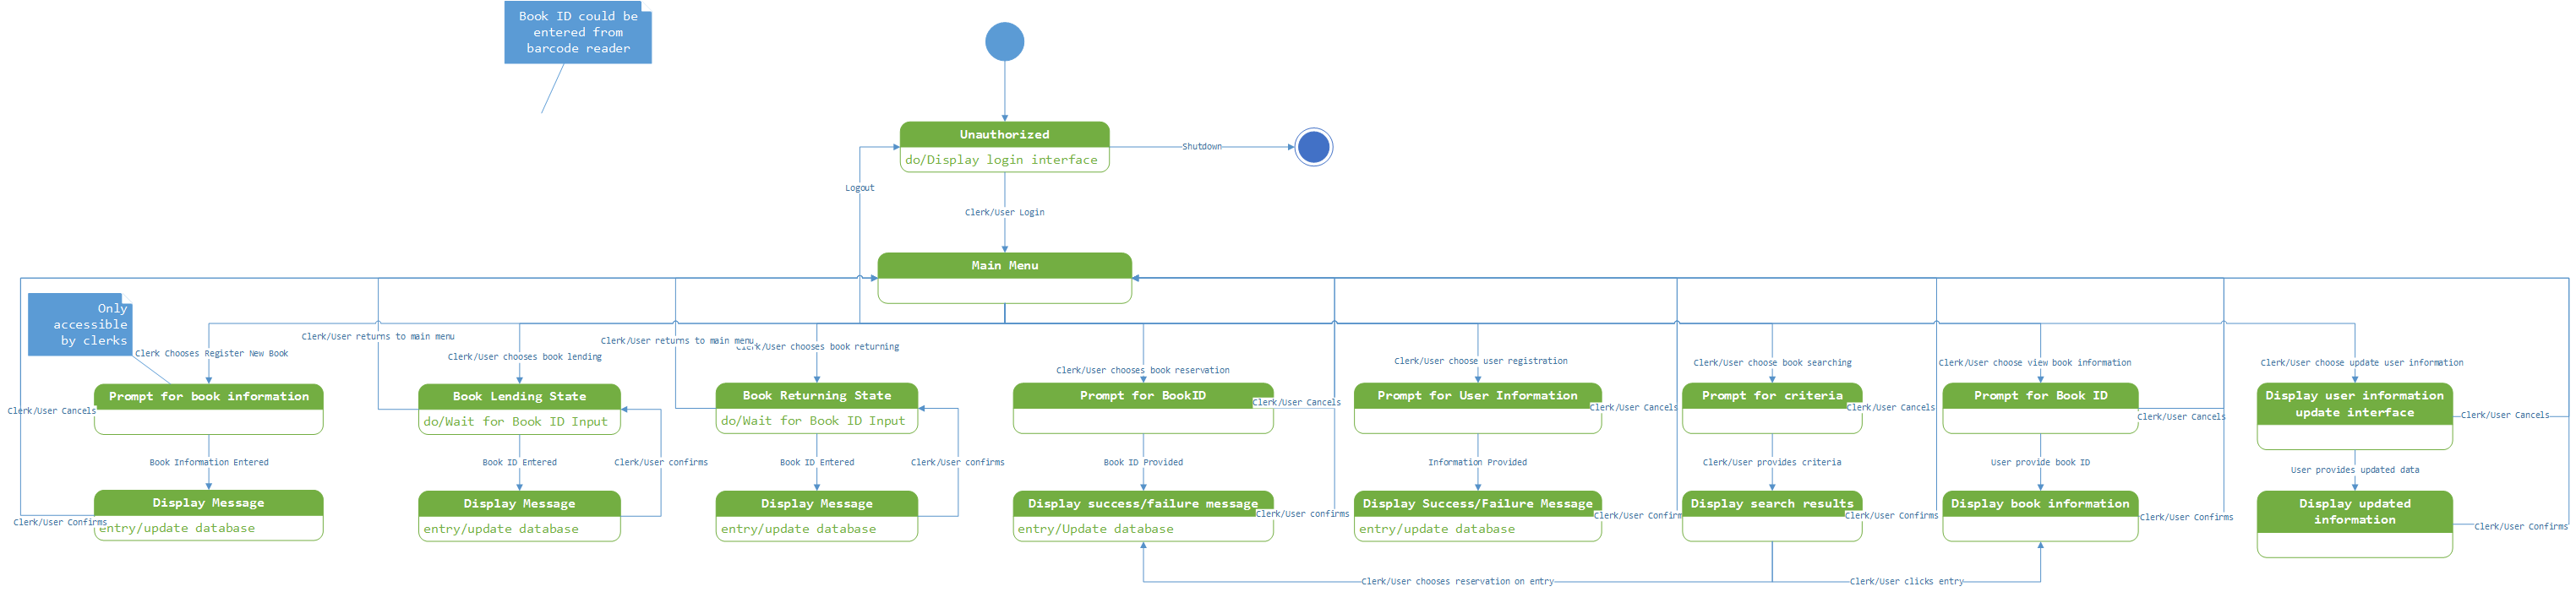 Book ID could be
entered from
barcode reader
Unauthorized
do/Display login interface
Shutdown
Logout
Clerk/User Login
Main Menu
Only
accessible
by clerks
Clerk Chooses Register New Book
Clerk/User returns to main menu
Clerk/User chooses book lending
Clerk/User returns to main menu
Clerk/User chooses book returning
Clerk/User chooses book reservation
Clerk/User choose user registration
Clerk/User choose book searching
Clerk/User choose view book information
Clerk/User choose update user information
Prompt for book information
Book Lending State
do/Wait for Book ID Input
Book Returning State
do/Wait for Book ID Input
Prompt for BookID
Prompt for User Information
Prompt for criteria
Prompt for Book ID
Display user information
update interface
Clerk/User Cancels
Clerk/User Cancels
Clerk/User Cancels
Clerk/User Cancels
Clerk/User Cancels
Clerk/User Cancels
Book Information Entered
Book ID Entered
Clerk/User confirms
Book ID Entered
Clerk/User confirms
Book ID Provided
Information Provided
Clerk/User provides criteria
User provide book ID
User provides updated data
Display Message
entry/update database
Display Message
entry/update database
Display Message
entry/update database
Display success/failure message
entry/Update database
Display Success/Failure Message
entry/update database
Display search results
Display book information
Display updated
information
Clerk/User Confirms
Clerk/User confirms
Clerk/User Confirm
Clerk/User Confirms
Clerk/User Confirms
Clerk/User Confirms
Clerk/User chooses reservation on entry
Clerk/User clicks entry